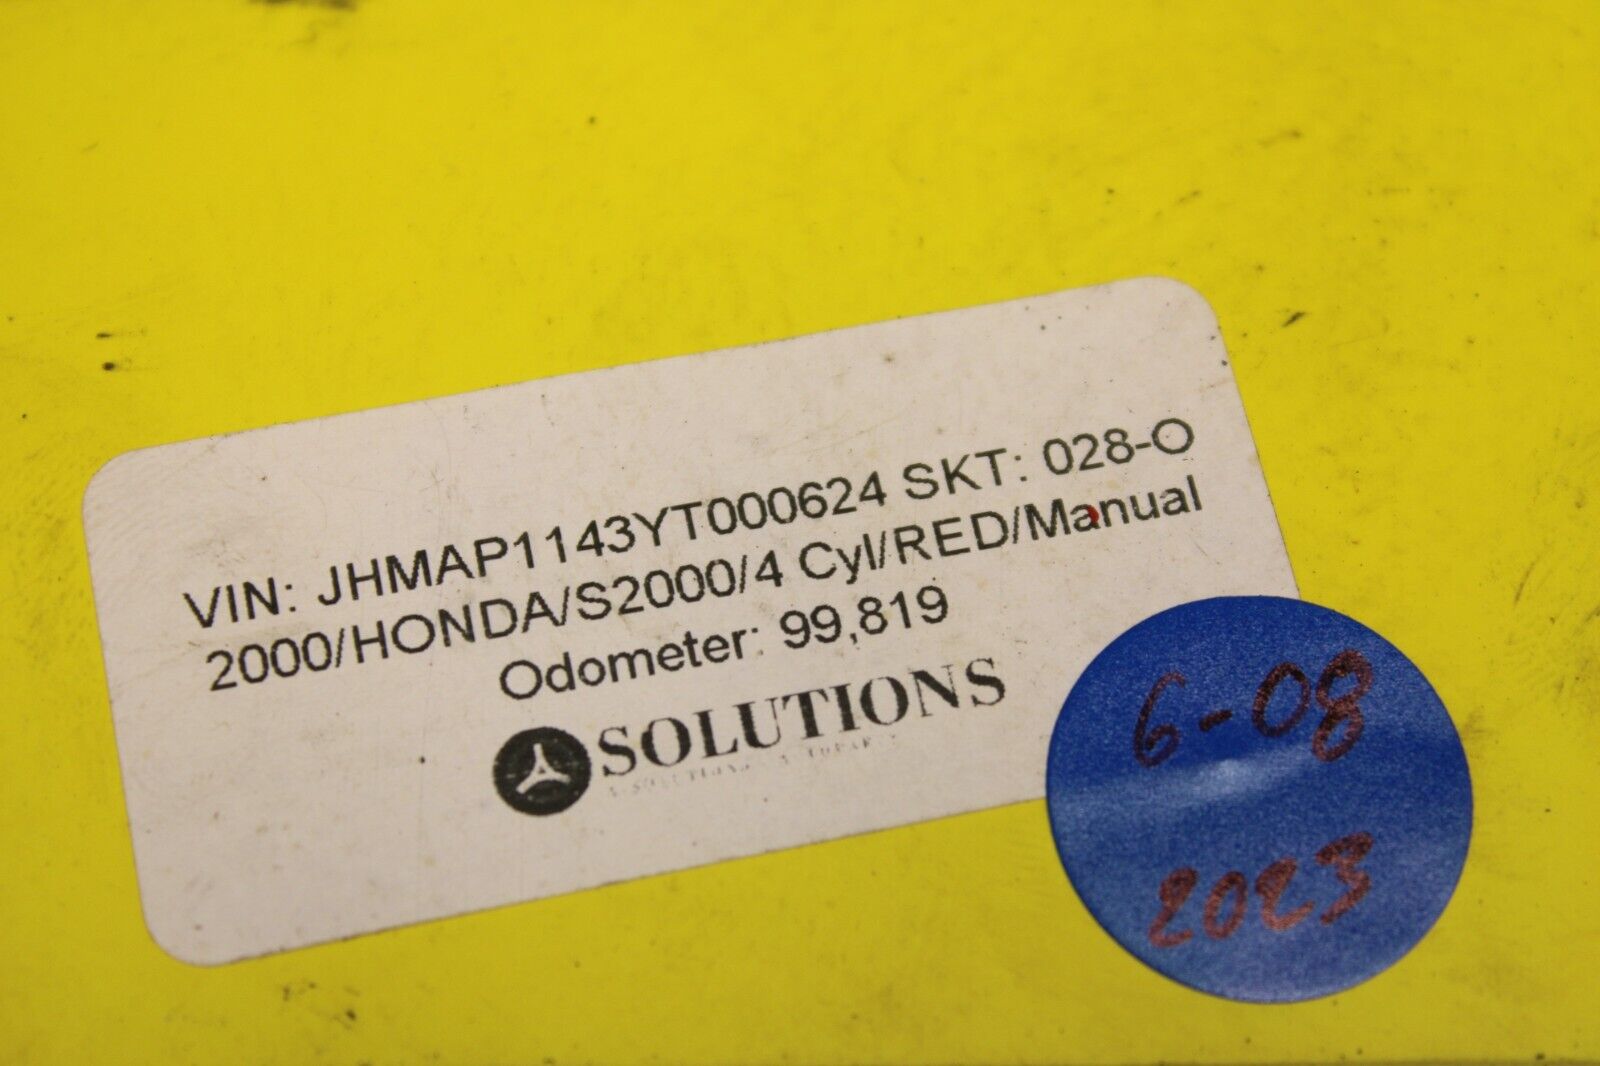 VIN: JHMAP1143YT000624 SKT: 028-O
2000/HONDA/S2000/4 Cyl/RED/Manual
Odometer: 99,819
SOLUTIONS
6-08
2023